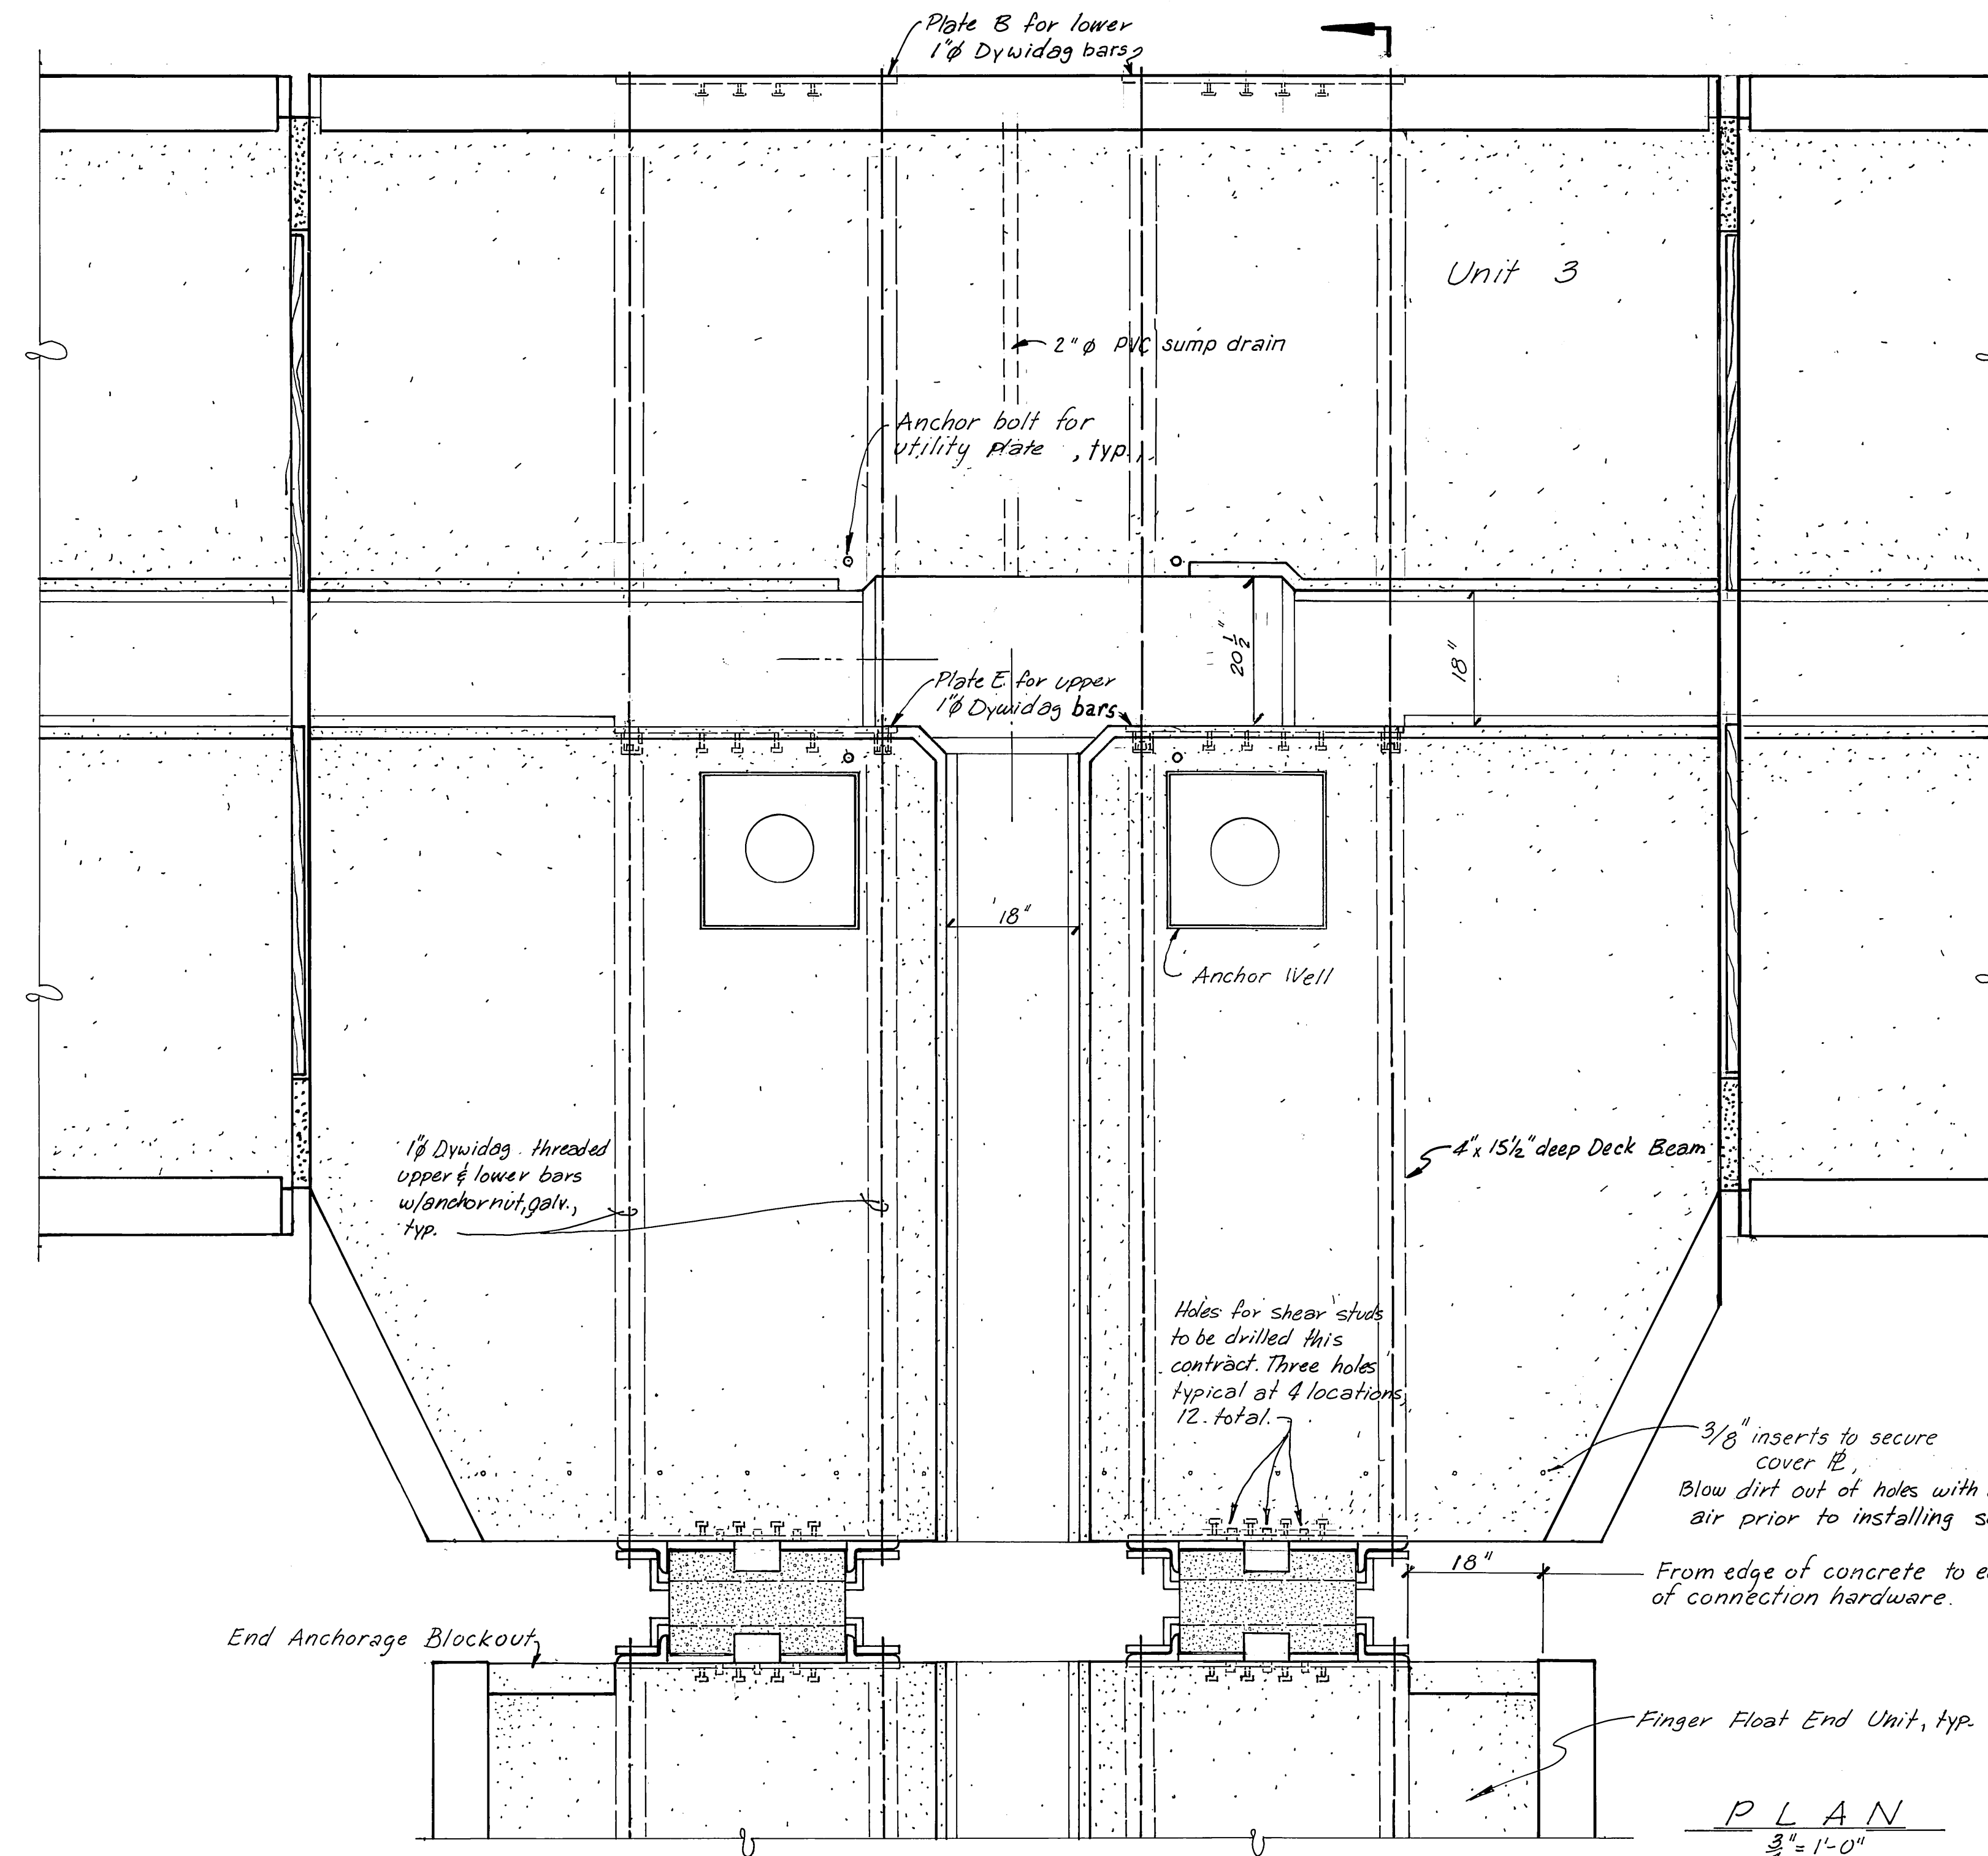 Plate B for lower
1"ø Dywidag bars
Unit 3
2"ø PVC sump drain
Anchor bolt for
utility plate , typ.
20 1/2"
18"
Plate E for upper
1"ø Dywidag bars
18"
Anchor Well
1"ø Dywidag threaded
upper & lower bars
w/anchor nut, galv.,
typ.
4"x 15½" deep Deck Beam
Holes for shear studs
to be drilled this
contract. Three holes
typical at 4 locations,
12 total.
3/8" inserts to secure
cover PL,
Blow dirt out of holes with
air prior to installing
18"
From edge of concrete to
of connection hardware.
End Anchorage Blockout
Finger Float End Unit, typ.
PLAN
3/4" = 1'-0"